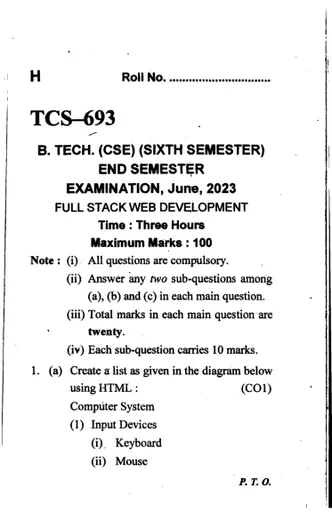 H Roll No. ..............................
TCS–693
B. TECH. (CSE) (SIXTH SEMESTER)
END SEMESTER
EXAMINATION, June, 2023
FULL STACK WEB DEVELOPMENT
Time : Three Hours
Maximum Marks : 100
Note : (i) All questions are compulsory.
(ii) Answer any two sub-questions among
(a), (b) and (c) in each main question.
(iii) Total marks in each main question are
twenty.
(iv) Each sub-question carries 10 marks.
1. (a) Create a list as given in the diagram below
using HTML : (CO1)
Computer System
(1) Input Devices
(i) Keyboard
(ii) Mouse
P. T. O.